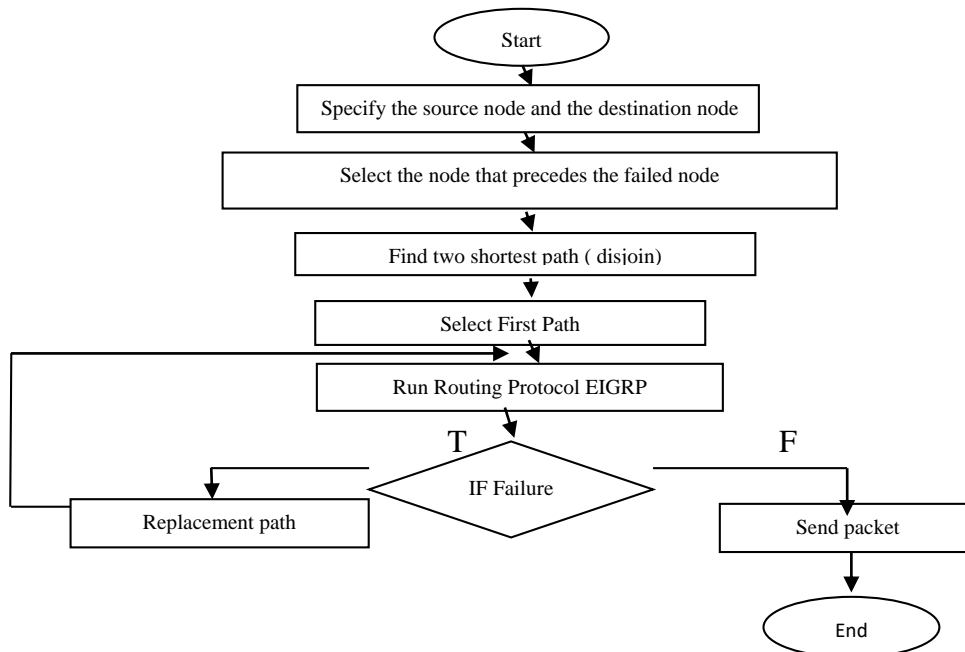 Start
Specify the source node and the destination node
Select the node that precedes the failed node
Find two shortest path ( disjoin)
Select First Path
Run Routing Protocol EIGRP
T
F
IF Failure
Replacement path
Send packet
End